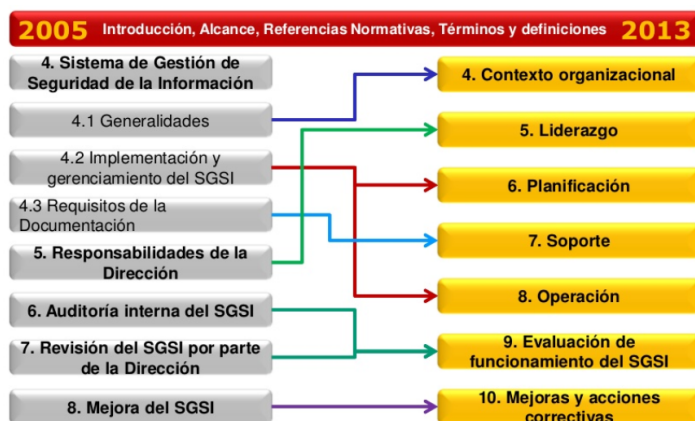 2005 Introducción, Alcance, Referencias Normativas, Términos y definiciones 2013
4. Sistema de Gestión de
Seguridad de la Información
4.1 Generalidades
4.2 Implementación y
gerenciamiento del SGSI
4.3 Requisitos de la
Documentación
5. Responsabilidades de la
Dirección
6. Auditoría interna del SGSI
7. Revisión del SGSI por parte
de la Dirección
8. Mejora del SGSI
4. Contexto organizacional
5. Liderazgo
6. Planificación
7. Soporte
8. Operación
9. Evaluación de
funcionamiento del SGSI
10. Mejoras y acciones
correctivas